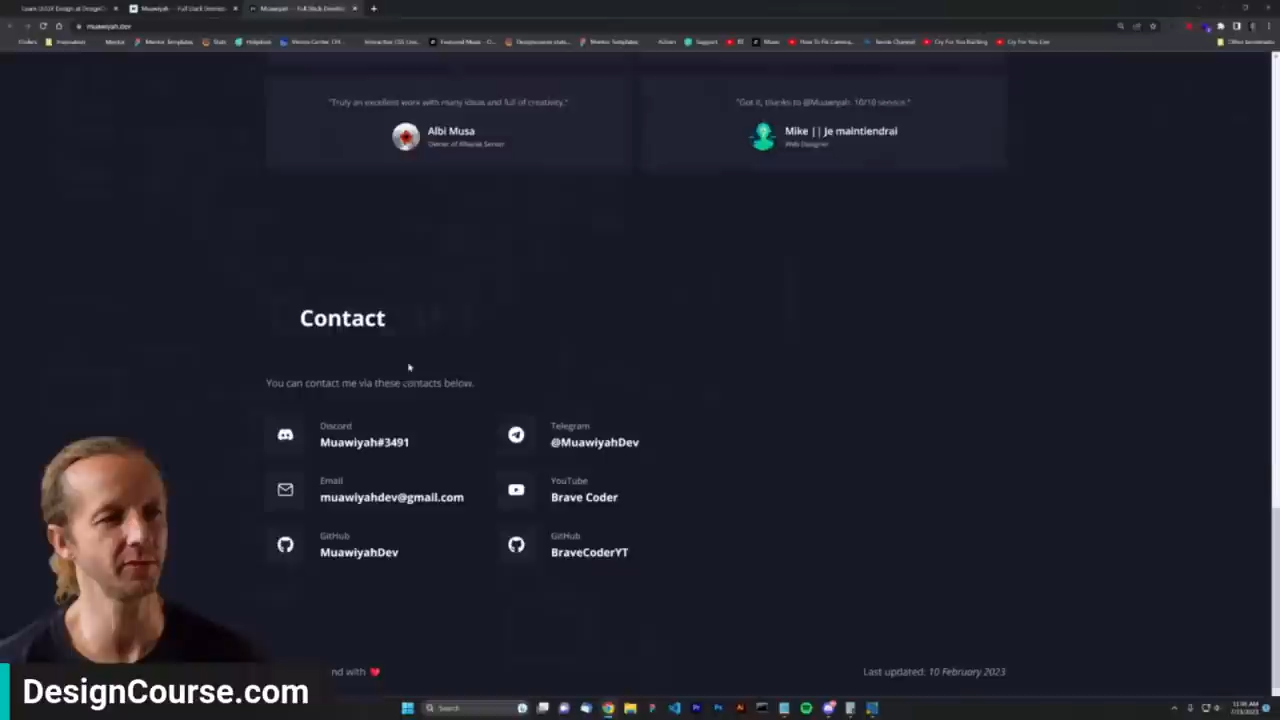 muawiyah.dev
"Truly an excellent work with many ideas and full of creativity."
Albi Musa
"Got it, thanks to @Muawiyah. 10/10 service."
Mike || Je maintiendrai
Web Designer
Contact
You can contact me via these contacts below.
Discord
Muawiyah#3491
Telegram
@MuawiyahDev
Email
muawiyahdev@gmail.com
YouTube
Brave Coder
GitHub
MuawiyahDev
GitHub
BraveCoderYT
nd with
Last updated: 10 February 2023
DesignCourse.com
Search